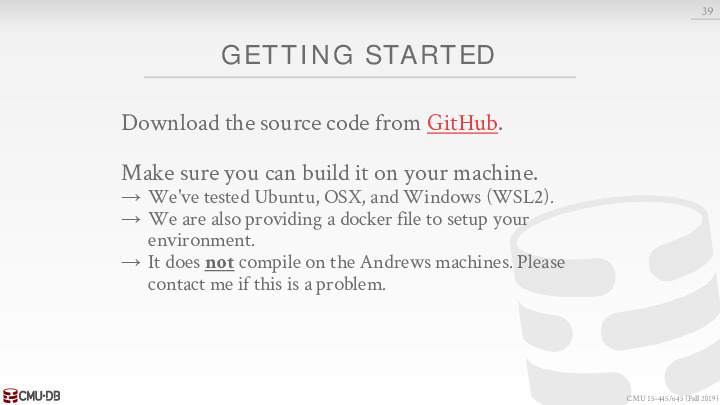 39
GETTING STARTED
Download the source code from GitHub.
Make sure you can build it on your machine.
→ We've tested Ubuntu, OSX, and Windows (WSL2).
→ We are also providing a docker file to setup your
environment.
→ It does not compile on the Andrews machines. Please
contact me if this is a problem.
CMU·DB
CMU 15-445/645 (Fall 2019)